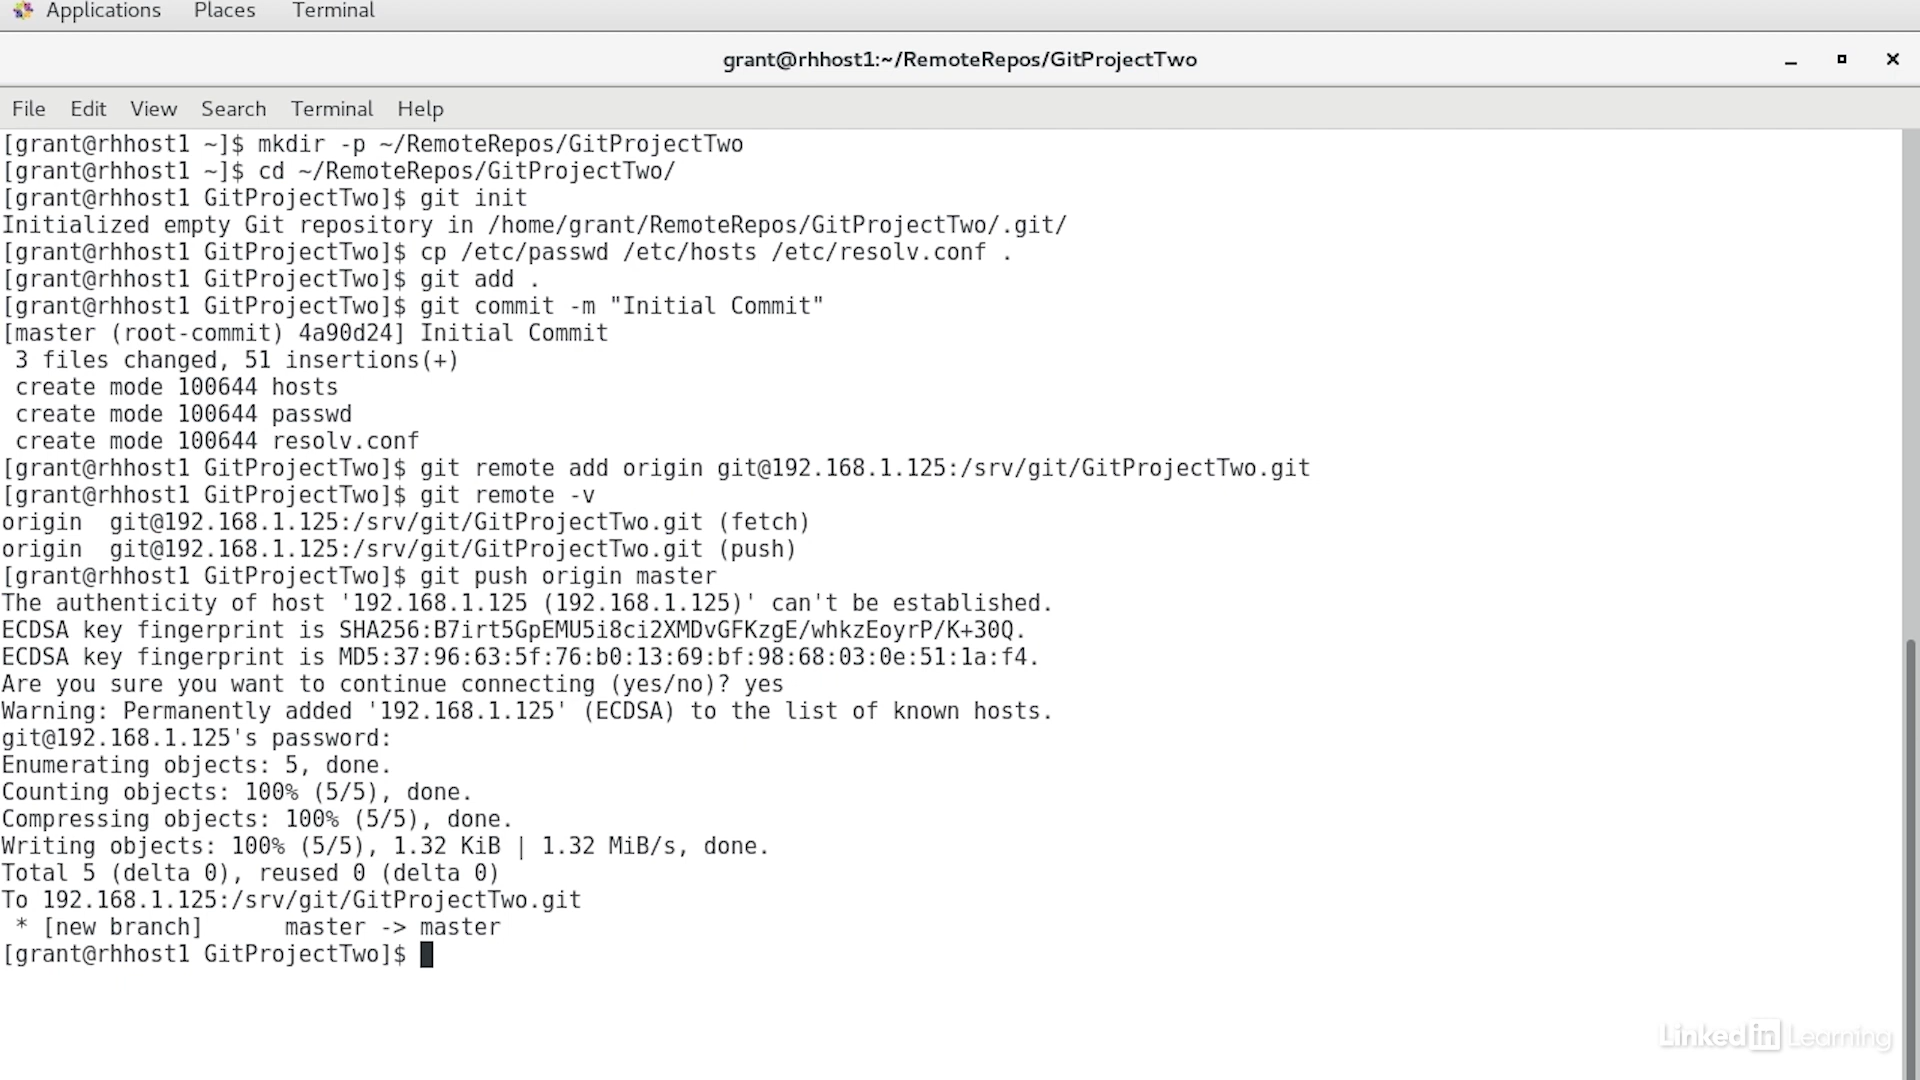 Applications Places Terminal
grant@rhhost1:~/RemoteRepos/GitProjectTwo
File Edit View Search Terminal Help
[grant@rhhost1 ~]$ mkdir -p ~/RemoteRepos/GitProjectTwo
[grant@rhhost1 ~]$ cd ~/RemoteRepos/GitProjectTwo/
[grant@rhhost1 GitProjectTwo]$ git init
Initialized empty Git repository in /home/grant/RemoteRepos/GitProjectTwo/.git/
[grant@rhhost1 GitProjectTwo]$ cp /etc/passwd /etc/hosts /etc/resolv.conf .
[grant@rhhost1 GitProjectTwo]$ git add .
[grant@rhhost1 GitProjectTwo]$ git commit -m "Initial Commit"
[master (root-commit) 4a90d24] Initial Commit
 3 files changed, 51 insertions(+)
 create mode 100644 hosts
 create mode 100644 passwd
 create mode 100644 resolv.conf
[grant@rhhost1 GitProjectTwo]$ git remote add origin git@192.168.1.125:/srv/git/GitProjectTwo.git
[grant@rhhost1 GitProjectTwo]$ git remote -v
origin  git@192.168.1.125:/srv/git/GitProjectTwo.git (fetch)
origin  git@192.168.1.125:/srv/git/GitProjectTwo.git (push)
[grant@rhhost1 GitProjectTwo]$ git push origin master
The authenticity of host '192.168.1.125 (192.168.1.125)' can't be established.
ECDSA key fingerprint is SHA256:B7irt5GpEMU5i8ci2XMDvGFKzgE/whkzEoyrP/K+30Q.
ECDSA key fingerprint is MD5:37:96:63:5f:76:b0:13:69:bf:98:68:03:0e:51:1a:f4.
Are you sure you want to continue connecting (yes/no)? yes
Warning: Permanently added '192.168.1.125' (ECDSA) to the list of known hosts.
git@192.168.1.125's password:
Enumerating objects: 5, done.
Counting objects: 100% (5/5), done.
Compressing objects: 100% (5/5), done.
Writing objects: 100% (5/5), 1.32 KiB | 1.32 MiB/s, done.
Total 5 (delta 0), reused 0 (delta 0)
To 192.168.1.125:/srv/git/GitProjectTwo.git
 * [new branch]      master -> master
[grant@rhhost1 GitProjectTwo]$
Linked in Learning